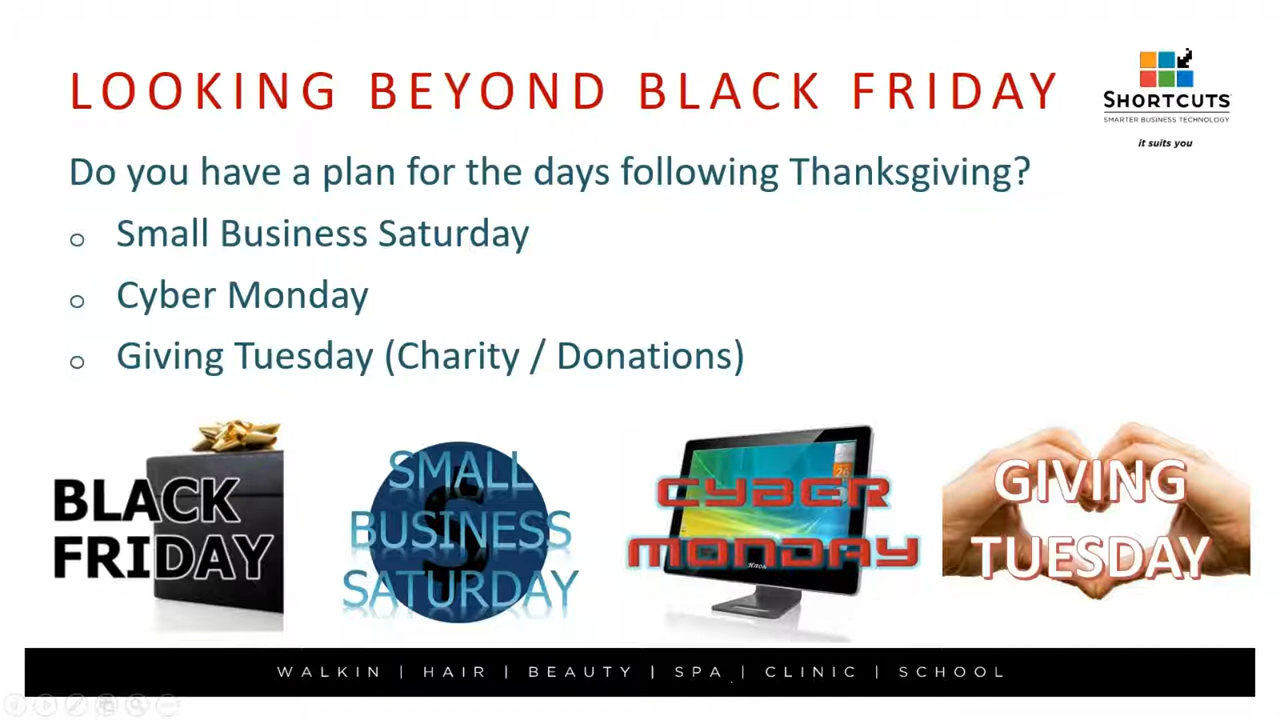 LOOKING BEYOND BLACK FRIDAY
SHORTCUTS
SMARTER BUSINESS TECHNOLOGY
it suits you
Do you have a plan for the days following Thanksgiving?
o Small Business Saturday
o Cyber Monday
o Giving Tuesday (Charity / Donations)
BLACK
FRIDAY
SMALL
BUSINESS
SATURDAY
CYBER
MONDAY
GIVING
TUESDAY
WALKIN | HAIR | BEAUTY | SPA | CLINIC | SCHOOL